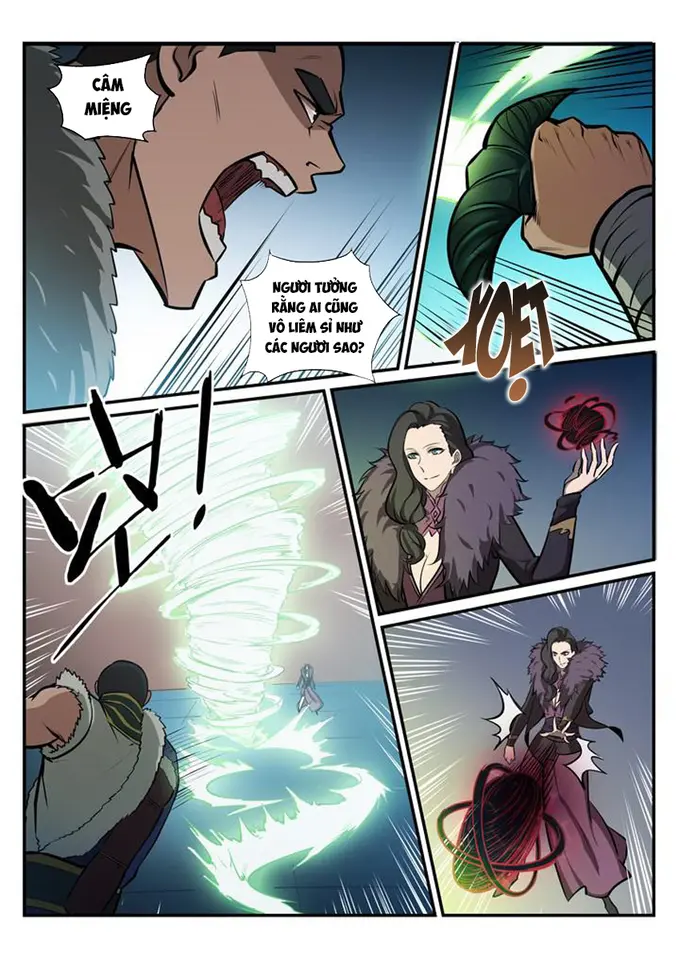 CÂM
MIỆNG
NGƯƠI TƯỞNG
RẰNG AI CŨNG
VÔ LIÊM SỈ NHƯ
CÁC NGƯƠI SAO?
XOẸT